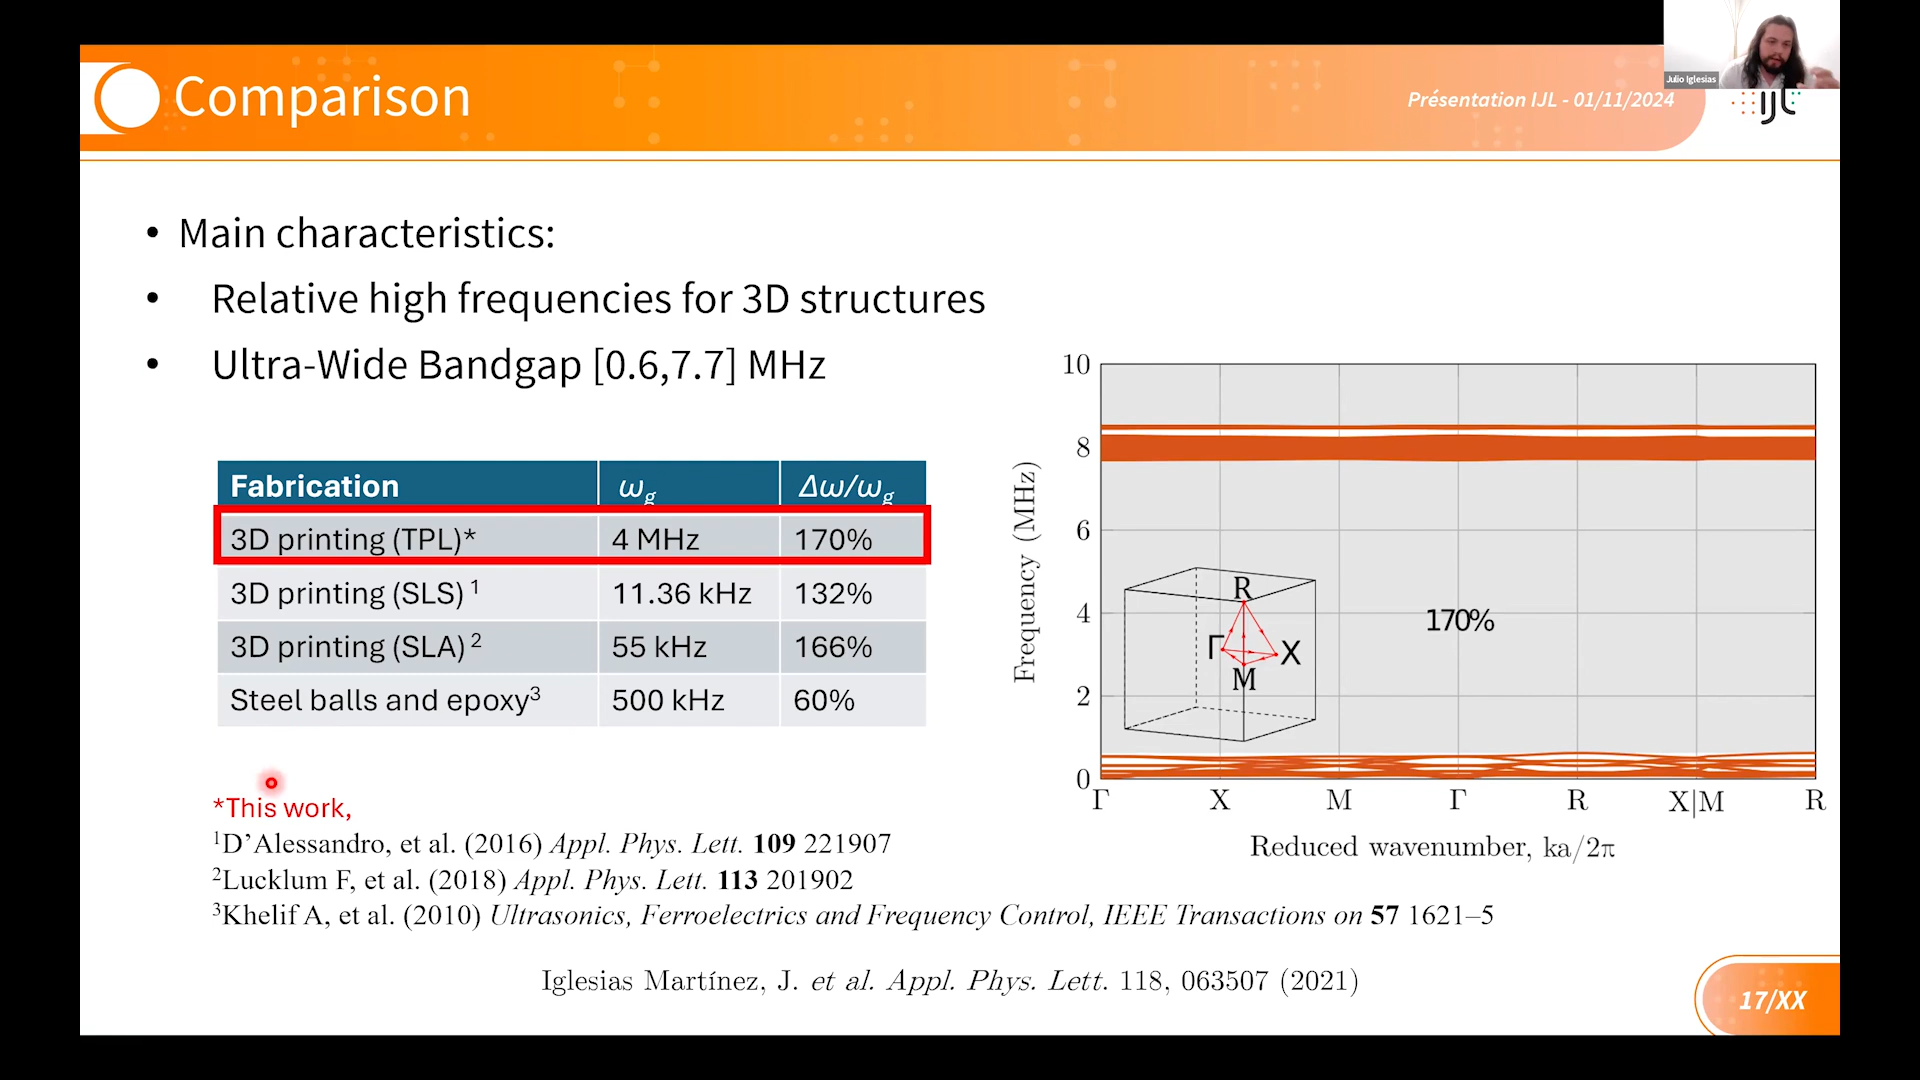 Comparison
Présentation IJL - 01/11/2024
Julio Iglesias
ijL
• Main characteristics:
• Relative high frequencies for 3D structures
• Ultra-Wide Bandgap [0.6,7.7] MHz
Fabrication ωg Δω/ωg
3D printing (TPL)* 4 MHz 170%
3D printing (SLS) 1 11.36 kHz 132%
3D printing (SLA) 2 55 kHz 166%
Steel balls and epoxy3 500 kHz 60%
*This work,
1D’Alessandro, et al. (2016) Appl. Phys. Lett. 109 221907
2Lucklum F, et al. (2018) Appl. Phys. Lett. 113 201902
3Khelif A, et al. (2010) Ultrasonics, Ferroelectrics and Frequency Control, IEEE Transactions on 57 1621–5
Iglesias Martínez, J. et al. Appl. Phys. Lett. 118, 063507 (2021)
Frequency (MHz)
10
8
6
4
2
0
R
Γ
X
M
170%
Γ X M Γ R X|M R
Reduced wavenumber, ka/2π
17/XX